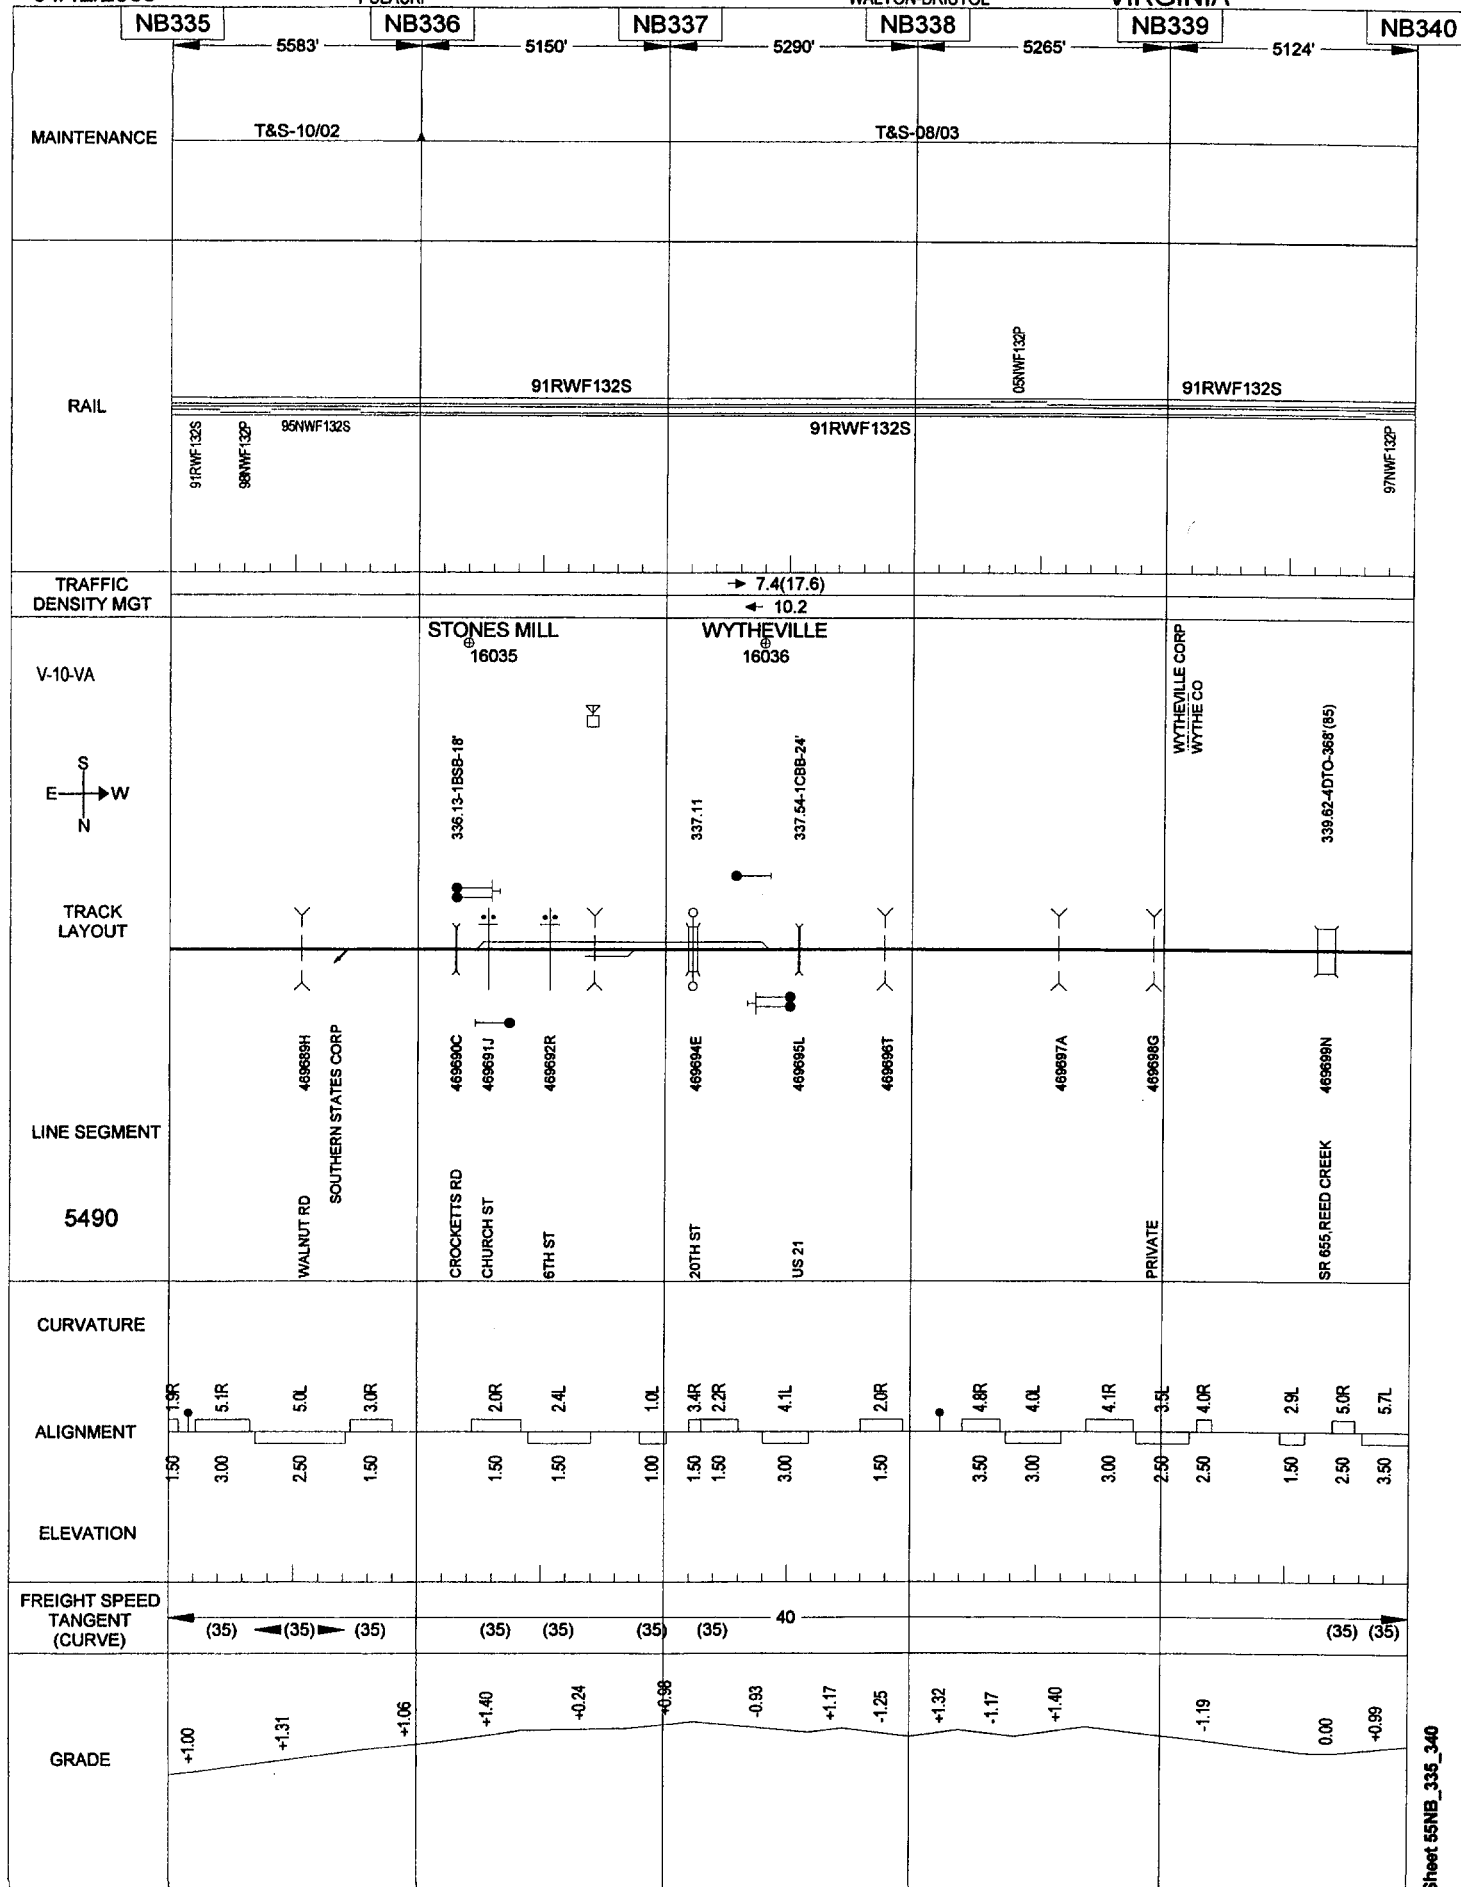 VIRGINIA
NB335 NB336 NB337 NB338 NB339 NB340
5583' 5150' 5290' 5265' 5124'
MAINTENANCE
T&S-10/02 T&S-08/03
RAIL
05NWF132P
91RWF132S 91RWF132S
91RWF132S
91RWF132S 98NWF132P 95NWF132S 97NWF132P
TRAFFIC
DENSITY MGT
7.4(17.6)
10.2
STONES MILL WYTHEVILLE
16035 16036
WYTHEVILLE CORP
WYTHE CO
V-10-VA
S
E W
N
336.13-1BSB-18' 337.11 337.54-1CBB-24' 339.62-4DTO-368'(85)
TRACK
LAYOUT
469689H SOUTHERN STATES CORP 469690C 469691J 469692R 469694E 469695L 469696T 469697A 469698G 469699N
LINE SEGMENT
5490
WALNUT RD CROCKETTS RD CHURCH ST 6TH ST 20TH ST US 21 PRIVATE SR 655,REED CREEK
CURVATURE
1.9R 5.1R 5.0L 3.0R 2.0R 2.4L 1.0L 3.4R 2.2R 4.1L 2.0R 4.8R 4.0L 4.1R 3.5L 4.0R 2.9L 5.0R 5.7L
ALIGNMENT
1.50 3.00 2.50 1.50 1.50 1.50 1.00 1.50 1.50 3.00 1.50 3.50 3.00 3.00 2.50 2.50 1.50 2.50 3.50
ELEVATION
FREIGHT SPEED
TANGENT
(CURVE)
40
(35) (35) (35) (35) (35) (35) (35) (35) (35)
GRADE
+1.00 +1.31 +1.06 +1.40 +0.24 +0.98 -0.93 +1.17 -1.25 +1.32 -1.17 +1.40 -1.19 0.00 +0.99
Sheet 55NB_335_340